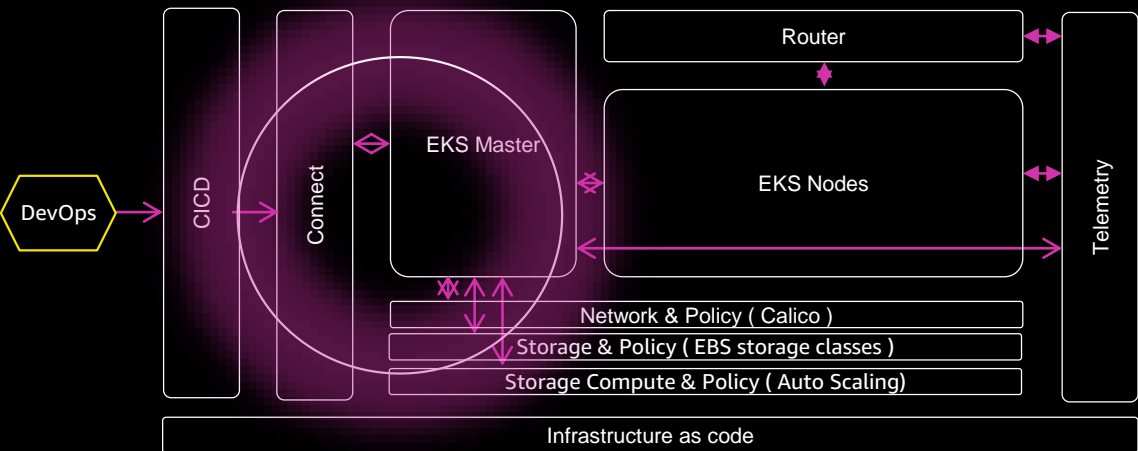 Router
EKS Master
EKS Nodes
DevOps
CICD
Connect
Telemetry
Network & Policy ( Calico )
Storage & Policy ( EBS storage classes )
Storage Compute & Policy ( Auto Scaling)
Infrastructure as code